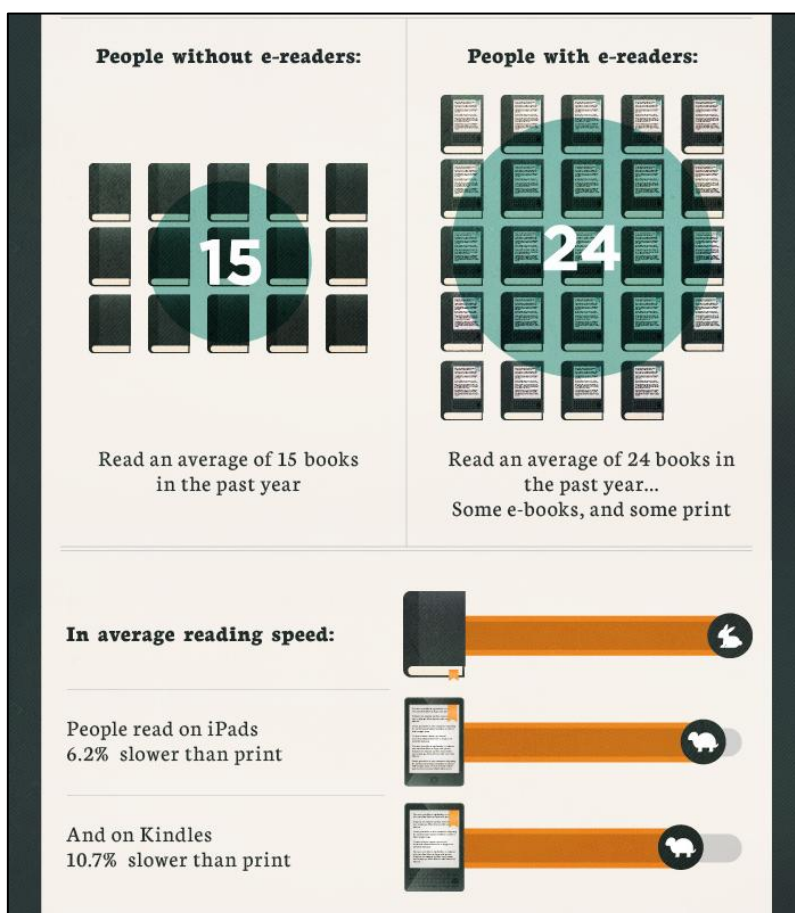 People without e-readers:
15
Read an average of 15 books
in the past year
People with e-readers:
24
Read an average of 24 books in
the past year...
Some e-books, and some print
In average reading speed:
People read on iPads
6.2% slower than print
And on Kindles
10.7% slower than print